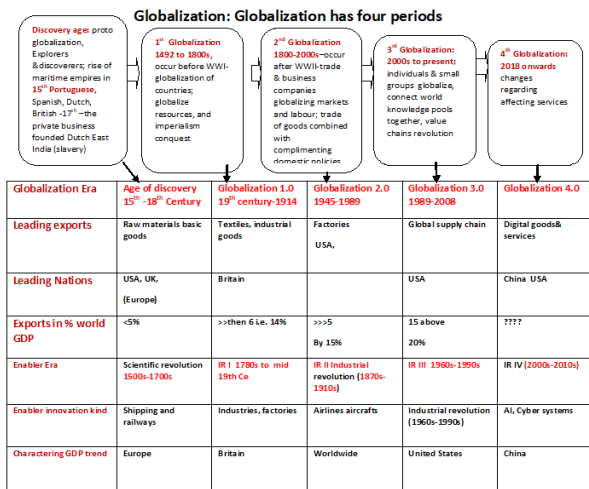 Globalization: Globalization has four periods
Discovery age: proto
globalization,
Explorers
&discoverers; rise of
maritime empires in
15th Portuguese,
Spanish, Dutch,
British -17th –the
private business
founded Dutch East
India (slavery)
1st Globalization
1492 to 1800s,
occur before WWI-
globalization of
countries;
globalize
resources, and
imperialism
conquest
2nd Globalization
1800-2000s–occur
after WWII-trade
& business
companies
globalizing markets
and labour; trade
of goods combined
with
complimenting
domestic policies
3rd Globalization:
2000s to present;
individuals & small
groups globalize,
connect world
knowledge pools
together, value
chains revolution
4th Globalization:
2018 onwards
changes
regarding
affecting services
Globalization Era
Age of discovery
15th -18th Century
Globalization 1.0
19th century-1914
Globalization 2.0
1945-1989
Globalization 3.0
1989-2008
Globalization 4.0
Leading exports
Raw materials basic
goods
Textiles, industrial
goods
Factories
USA,
Global supply chain
Digital goods&
services
Leading Nations
USA, UK,
(Europe)
Britain
USA
China USA
Exports in % world
GDP
<5%
>>then 6 i.e. 14%
>>>5
By 15%
15 above
20%
????
Enabler Era
Scientific revolution
1500s-1700s
IR I 1780s to mid
19th Ce
IR II Industrial
revolution (1870s-
1910s)
IR III 1960s-1990s
IR IV (2000s-2010s)
Enabler innovation kind
Shipping and
railways
Industries, factories
Airlines aircrafts
Industrial revolution
(1960s-1990s)
AI, Cyber systems
Charactering GDP trend
Europe
Britain
Worldwide
United States
China